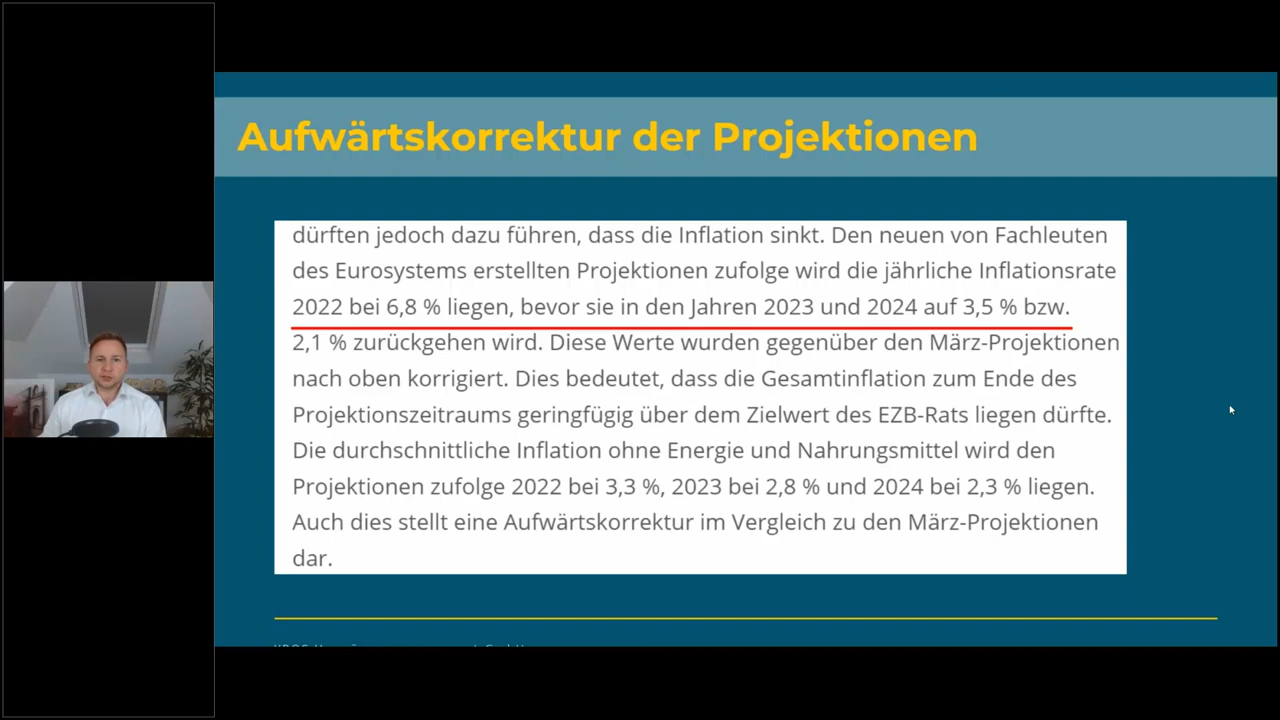 Aufwärtskorrektur der Projektionen
dürften jedoch dazu führen, dass die Inflation sinkt. Den neuen von Fachleuten
des Eurosystems erstellten Projektionen zufolge wird die jährliche Inflationsrate
2022 bei 6,8 % liegen, bevor sie in den Jahren 2023 und 2024 auf 3,5 % bzw.
2,1 % zurückgehen wird. Diese Werte wurden gegenüber den März-Projektionen
nach oben korrigiert. Dies bedeutet, dass die Gesamtinflation zum Ende des
Projektionszeitraums geringfügig über dem Zielwert des EZB-Rats liegen dürfte.
Die durchschnittliche Inflation ohne Energie und Nahrungsmittel wird den
Projektionen zufolge 2022 bei 3,3 %, 2023 bei 2,8 % und 2024 bei 2,3 % liegen.
Auch dies stellt eine Aufwärtskorrektur im Vergleich zu den März-Projektionen
dar.